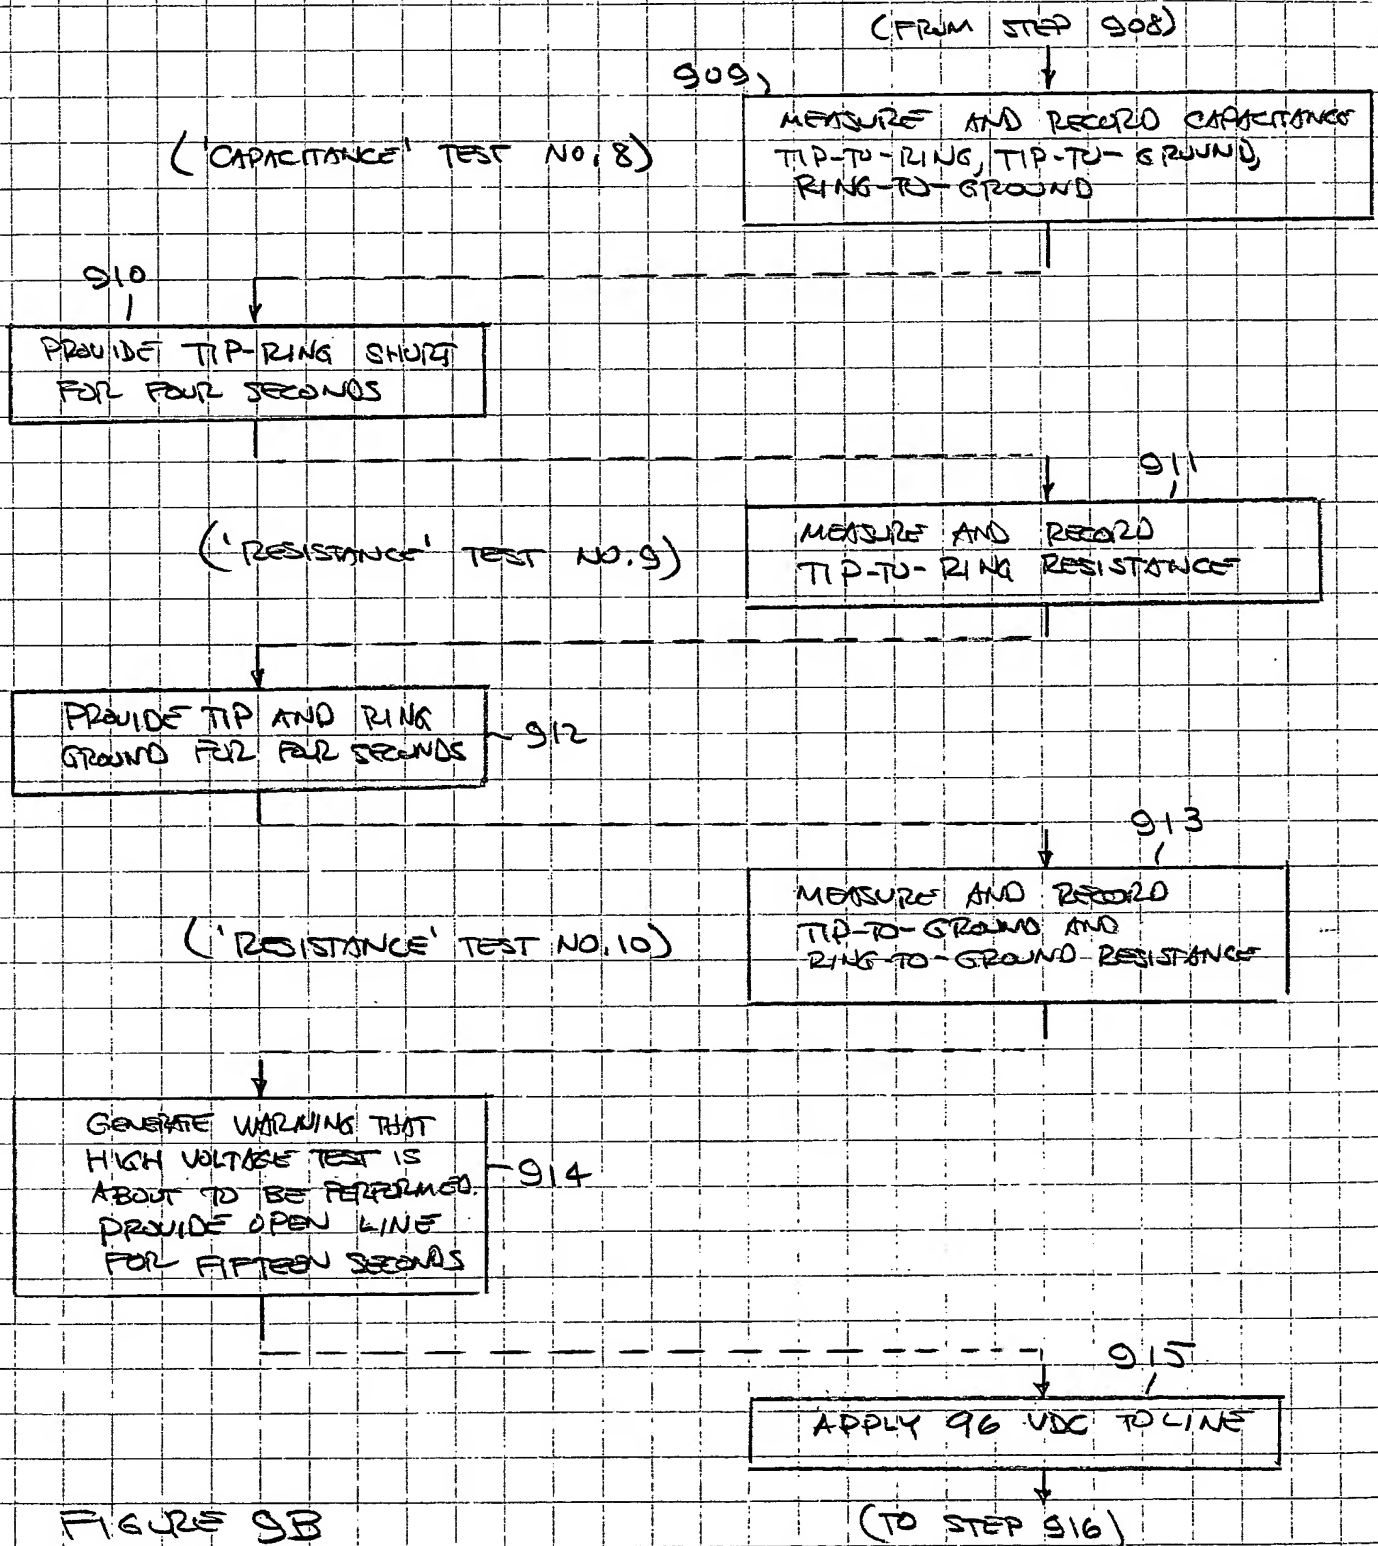 (FROM STEP 908)
909
MEASURE AND RECORD CAPACITANCE
TIP-TO-RING, TIP-TO-GROUND,
RING-TO-GROUND
('CAPACITANCE' TEST NO. 8)
910
PROVIDE TIP-RING SHORT
FOR FOUR SECONDS
911
MEASURE AND RECORD
TIP-TO-RING RESISTANCE
('RESISTANCE' TEST NO. 9)
PROVIDE TIP AND RING
GROUND FOR FOUR SECONDS
912
913
MEASURE AND RECORD
TIP-TO-GROUND AND
RING-TO-GROUND RESISTANCE
('RESISTANCE' TEST NO. 10)
GENERATE WARNING THAT
HIGH VOLTAGE TEST IS
ABOUT TO BE PERFORMED.
PROVIDE OPEN LINE
FOR FIFTEEN SECONDS
914
915
APPLY 96 VDC TO LINE
(TO STEP 916)
FIGURE 9B